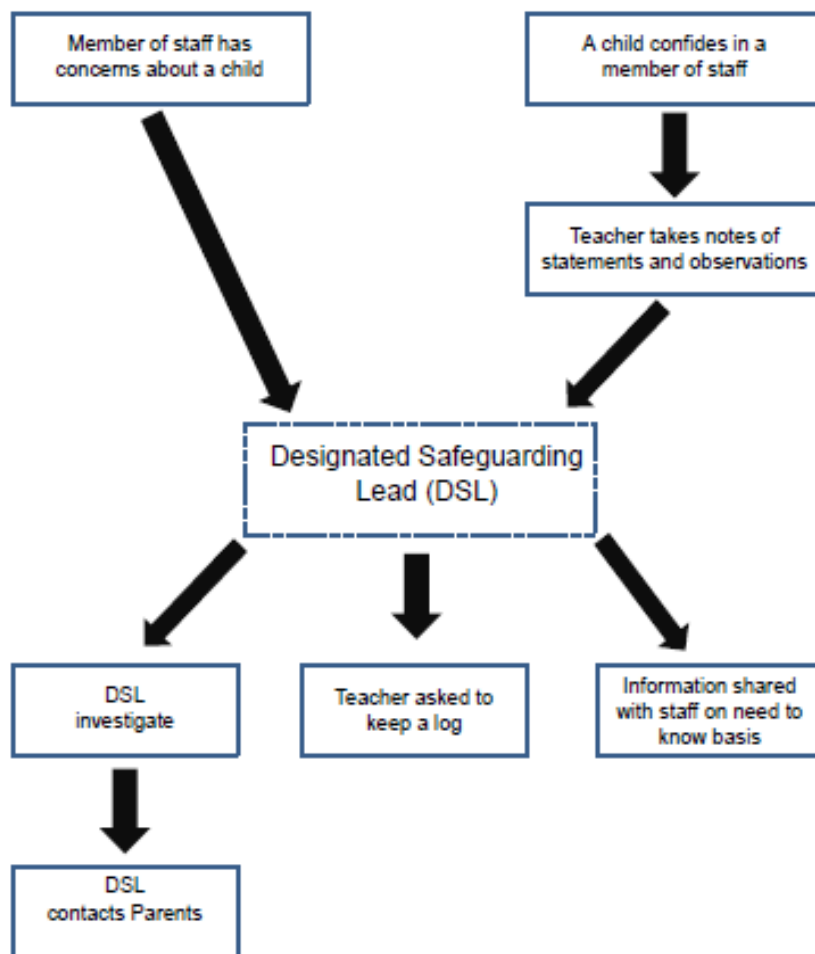 Member of staff has
concerns about a child
A child confides in a
member of staff
Teacher takes notes of
statements and observations
Designated Safeguarding
Lead (DSL)
DSL
investigate
Teacher asked to
keep a log
Information shared
with staff on need to
know basis
DSL
contacts Parents